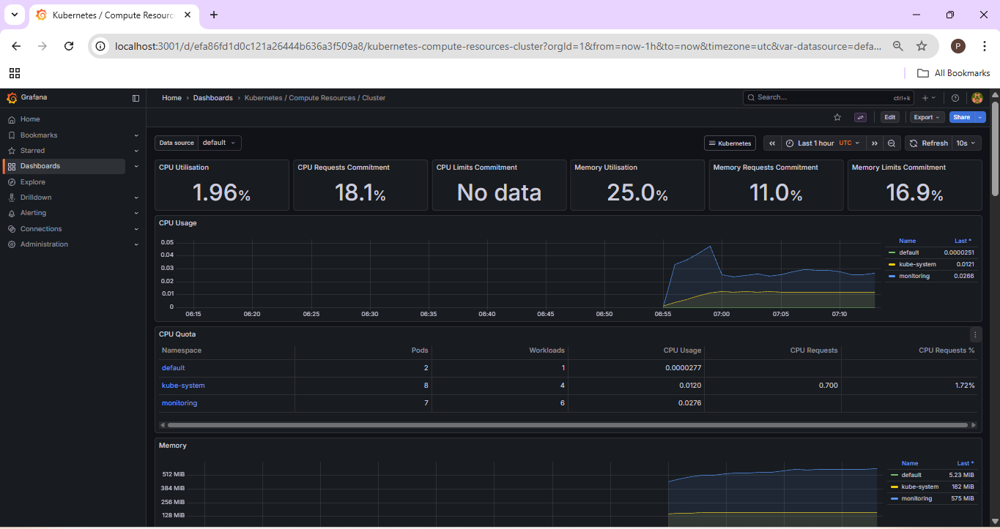 Kubernetes / Compute Resourc
localhost:3001/d/efa86fd1d0c121a26444b636a3f509a8/kubernetes-compute-resources-cluster?orgId=1&from=now-1h&to=now&timezone=utc&var-datasource=defa...
P
All Bookmarks
Grafana
Home › Dashboards › Kubernetes / Compute Resources / Cluster
Search...
ctrl+k
Home
Bookmarks
Starred
Dashboards
Explore
Drilldown
Alerting
Connections
Administration
Edit
Export
Share
Data source default
Kubernetes
Last 1 hour UTC
Refresh 10s
CPU Utilisation
1.96%
CPU Requests Commitment
18.1%
CPU Limits Commitment
No data
Memory Utilisation
25.0%
Memory Requests Commitment
11.0%
Memory Limits Commitment
16.9%
CPU Usage
0.05
0.04
0.03
0.02
0.01
0
06:15 06:20 06:25 06:30 06:35 06:40 06:45 06:50 06:55 07:00 07:05 07:10
Name Last *
default 0.0000251
kube-system 0.0121
monitoring 0.0266
CPU Quota
Namespace Pods Workloads CPU Usage CPU Requests CPU Requests %
default 2 1 0.0000277
kube-system 8 4 0.0120 0.700 1.72%
monitoring 7 6 0.0276
Memory
512 MiB
384 MiB
256 MiB
128 MiB
Name Last *
default 5.23 MiB
kube-system 162 MiB
monitoring 575 MiB